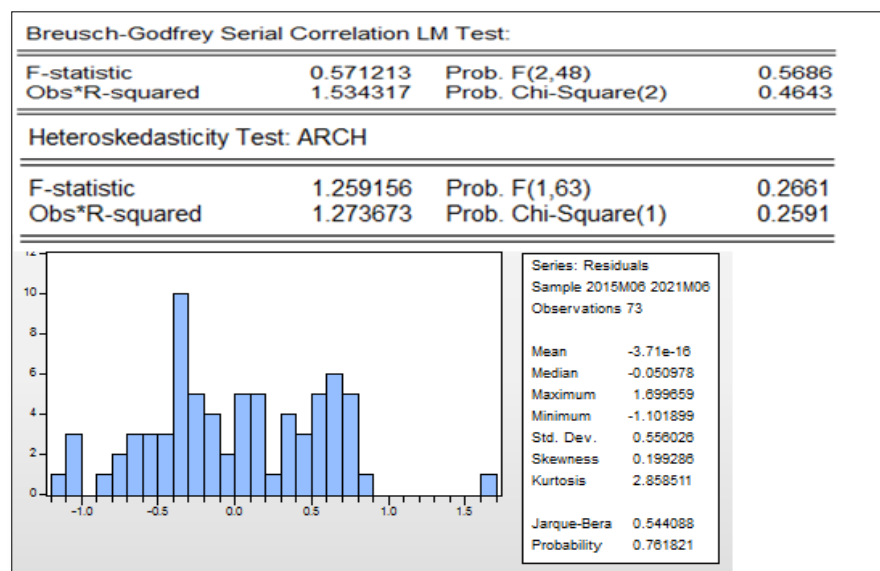 Breusch-Godfrey Serial Correlation LM Test:
F-statistic 0.571213 Prob. F(2,48) 0.5686
Obs*R-squared 1.534317 Prob. Chi-Square(2) 0.4643
Heteroskedasticity Test: ARCH
F-statistic 1.259156 Prob. F(1,63) 0.2661
Obs*R-squared 1.273673 Prob. Chi-Square(1) 0.2591
12
10
8
6
4
2
0
-1.0 -0.5 0.0 0.5 1.0 1.5
Series: Residuals
Sample 2015M06 2021M06
Observations 73
Mean -3.71e-16
Median -0.050978
Maximum 1.699659
Minimum -1.101899
Std. Dev. 0.556026
Skewness 0.199286
Kurtosis 2.858511
Jarque-Bera 0.544088
Probability 0.761821